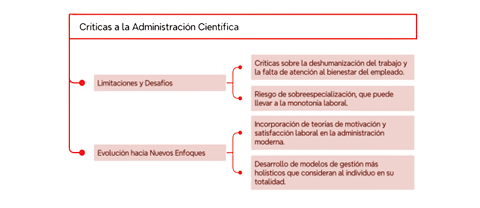 Críticas a la Administración Científica
Críticas sobre la deshumanización del trabajo y
la falta de atención al bienestar del empleado.
Limitaciones y Desafíos
Riesgo de sobreespecialización, que puede
llevar a la monotonía laboral.
Incorporación de teorías de motivación y
satisfacción laboral en la administración
moderna.
Evolución hacia Nuevos Enfoques
Desarrollo de modelos de gestión más
holísticos que consideran al individuo en su
totalidad.